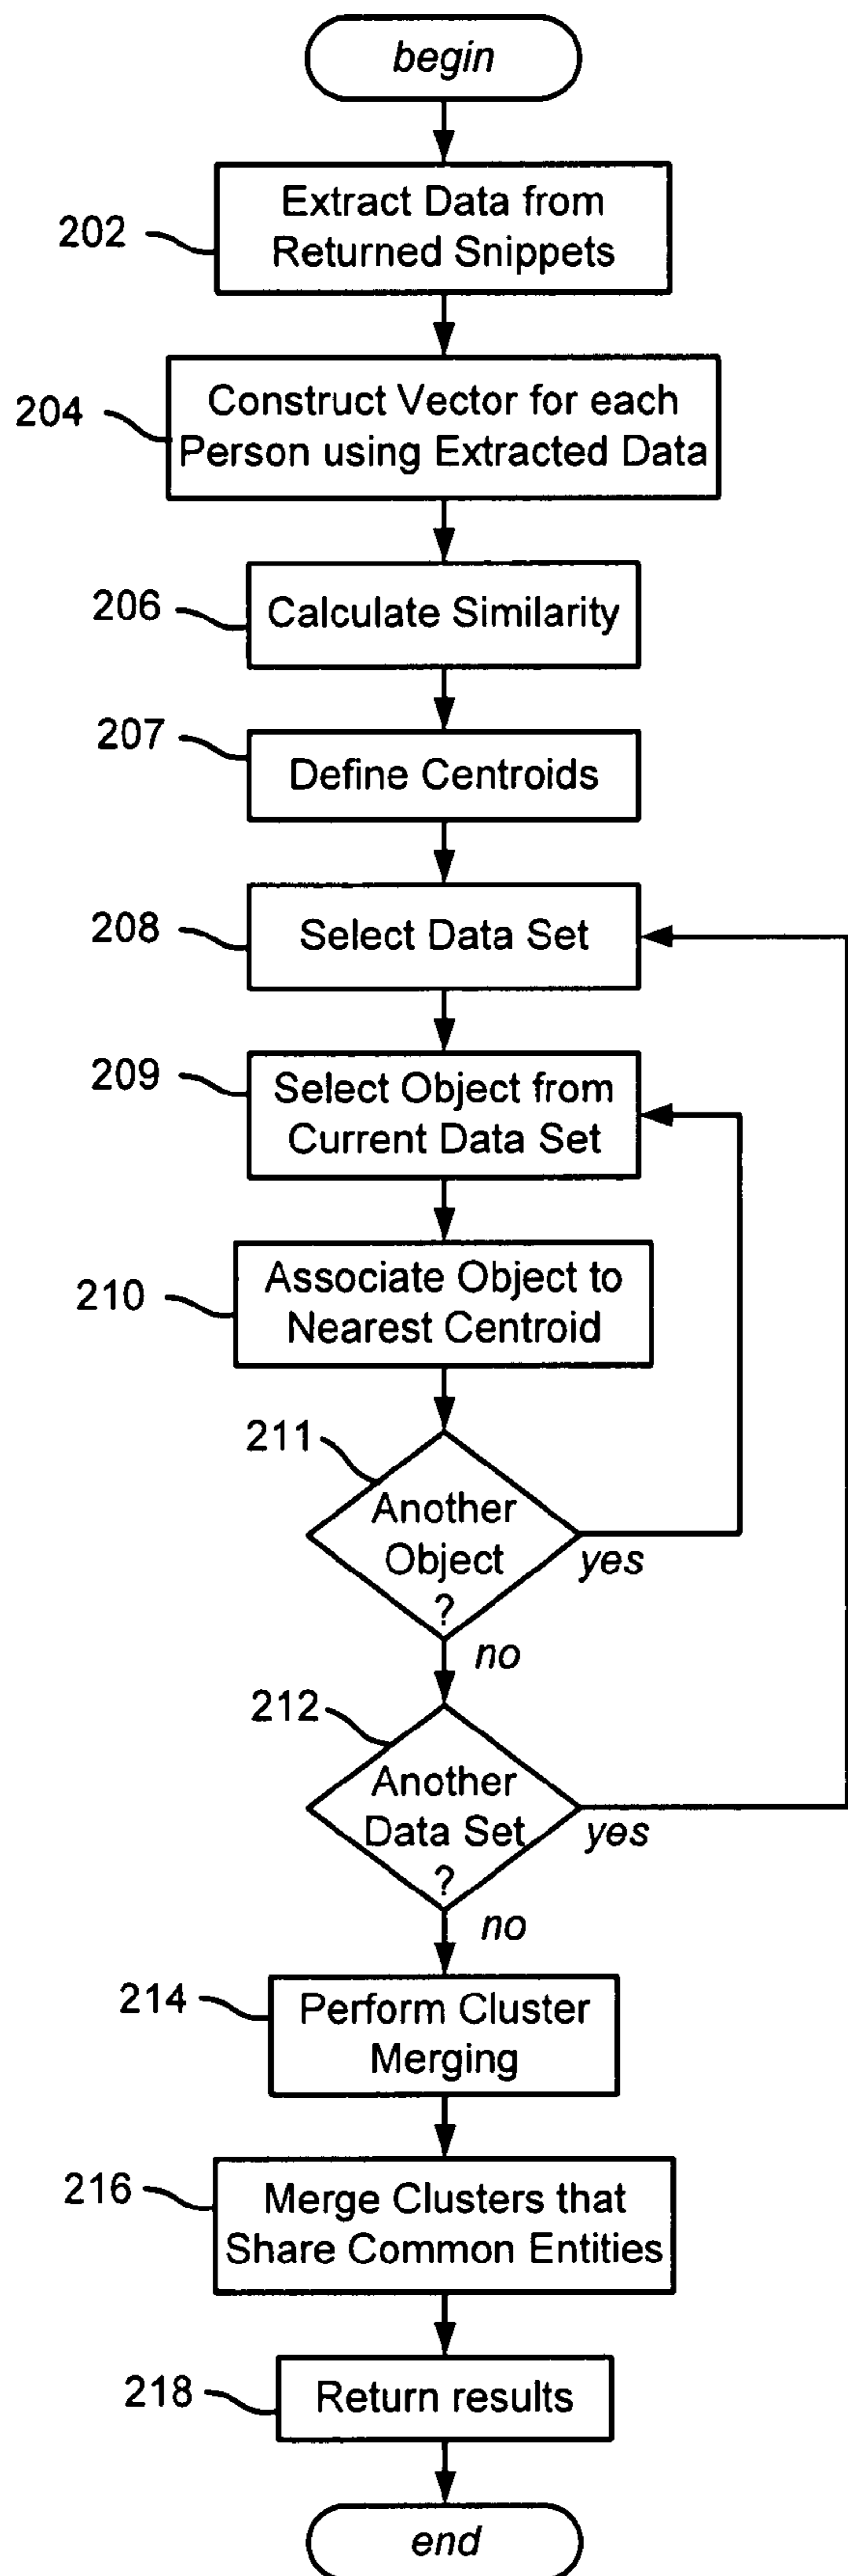 begin
202
Extract Data from
Returned Snippets
204
Construct Vector for each
Person using Extracted Data
206
Calculate Similarity
207
Define Centroids
208
Select Data Set
209
Select Object from
Current Data Set
210
Associate Object to
Nearest Centroid
211
Another
Object
?
yes
no
212
Another
Data Set
?
yes
no
214
Perform Cluster
Merging
216
Merge Clusters that
Share Common Entities
218
Return results
end